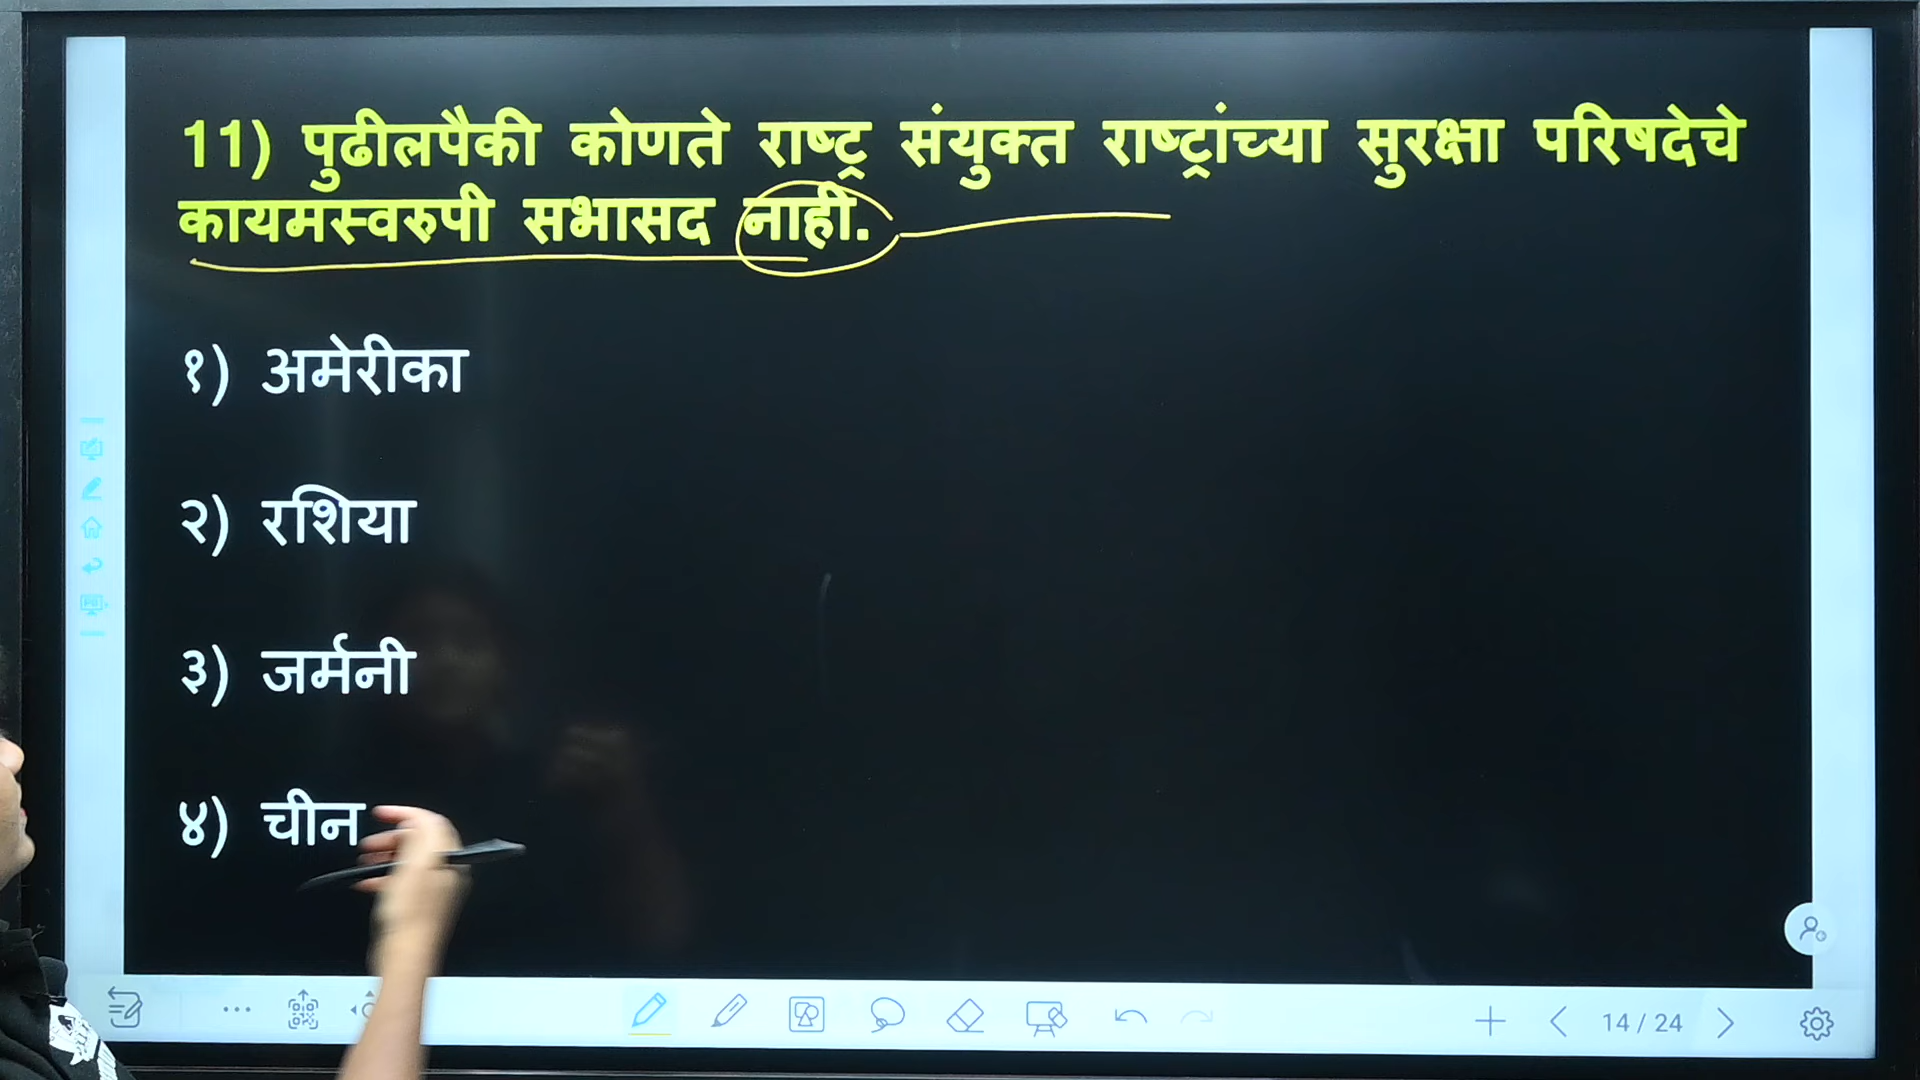 11) पुढीलपैकी कोणते राष्ट्र संयुक्त राष्ट्रांच्या सुरक्षा परिषदेचे
कायमस्वरुपी सभासद नाही.
१) अमेरीका
२) रशिया
३) जर्मनी
४) चीन
14 / 24